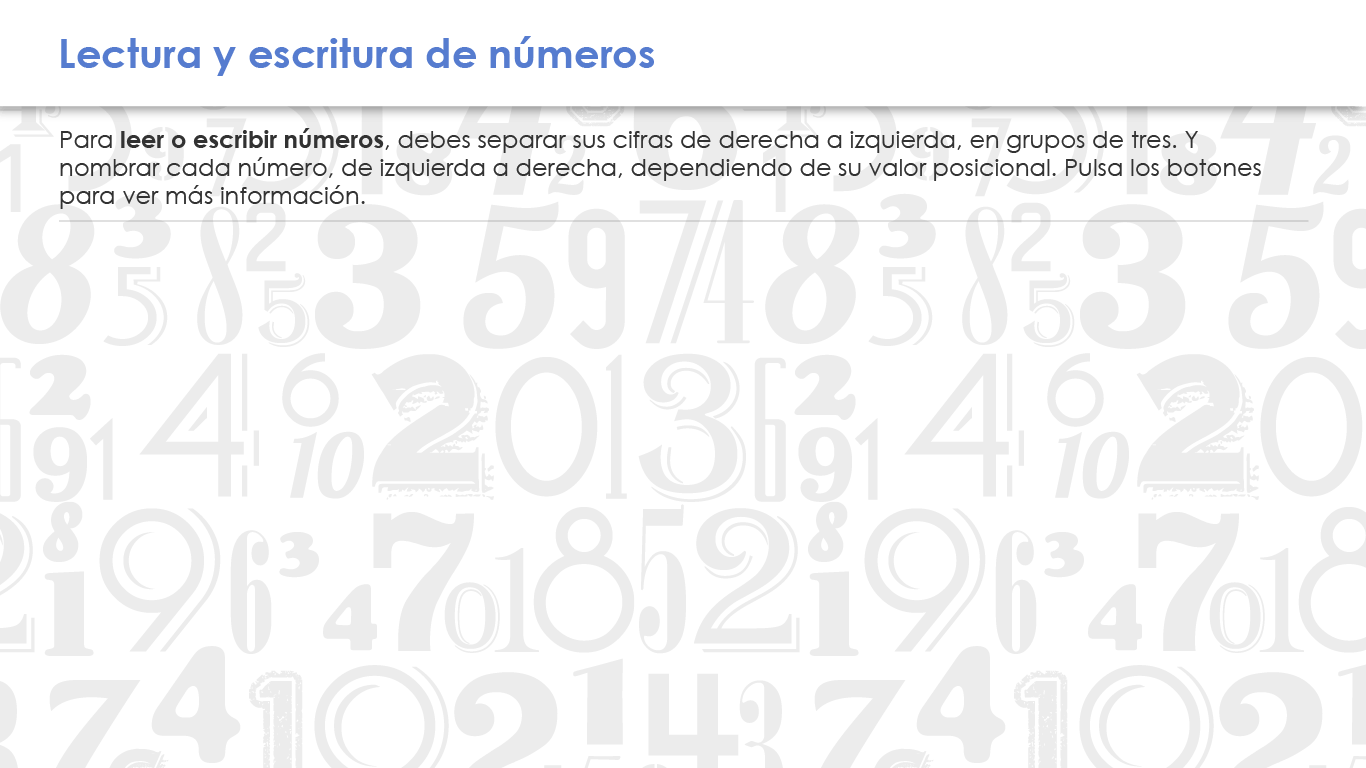 Lectura y escritura de números
Para leer o escribir números, debes separar sus cifras de derecha a izquierda, en grupos de tres. Y
nombrar cada número, de izquierda a derecha, dependiendo de su valor posicional. Pulsa los botones
para ver más información.